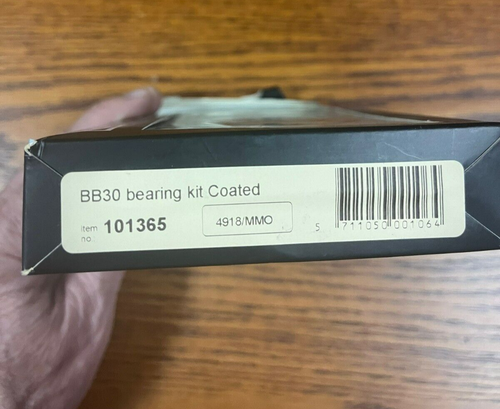 BB30 bearing kit Coated
item no: 101365
4918/MMO
5 711050 001064